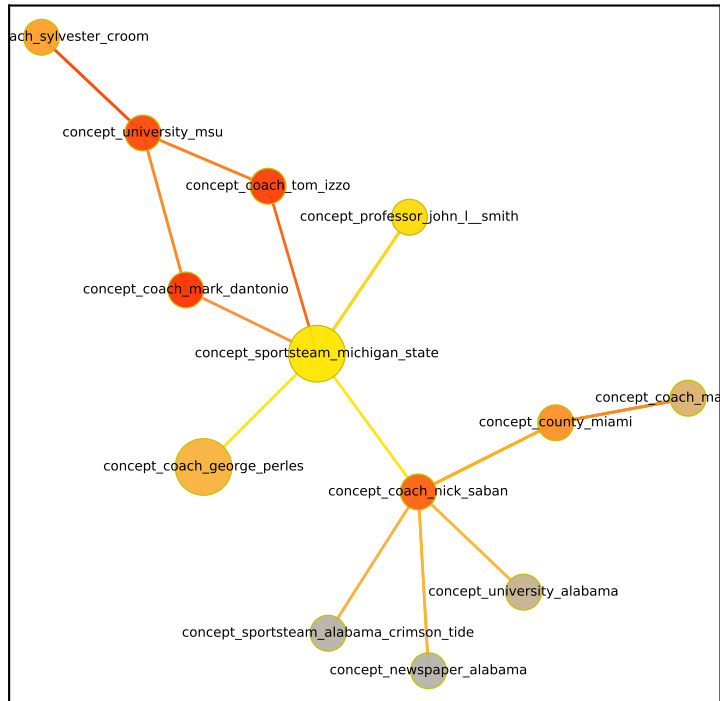 ach_sylvester_croom
concept_university_msu
concept_coach_tom_izzo
concept_professor_john_l__smith
concept_coach_mark_dantonio
concept_sportsteam_michigan_state
concept_coach_ma
concept_county_miami
concept_coach_george_perles
concept_coach_nick_saban
concept_university_alabama
concept_sportsteam_alabama_crimson_tide
concept_newspaper_alabama